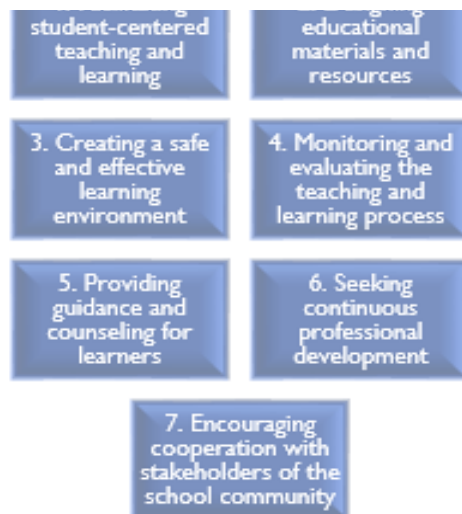 student-centered
teaching and
learning
educational
materials and
resources
3. Creating a safe
and effective
learning
environment
4. Monitoring and
evaluating the
teaching and
learning process
5. Providing
guidance and
counseling for
learners
6. Seeking
continuous
professional
development
7. Encouraging
cooperation with
stakeholders of the
school community